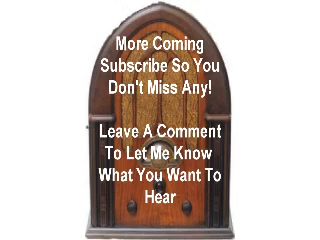 More Coming
Subscribe So You
Don't Miss Any!
Leave A Comment
To Let Me Know
What You Want To
Hear